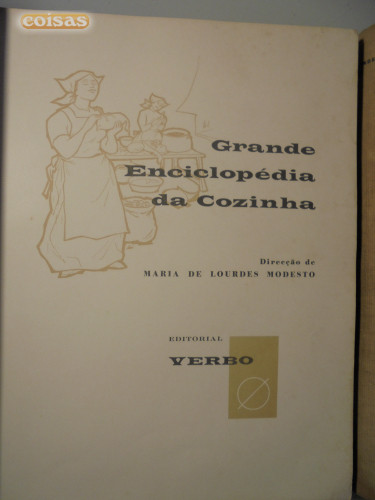 coisas
Grande
Enciclopédia
da Cozinha
Direcção de
MARIA DE LOURDES MODESTO
EDITORIAL
VERBO